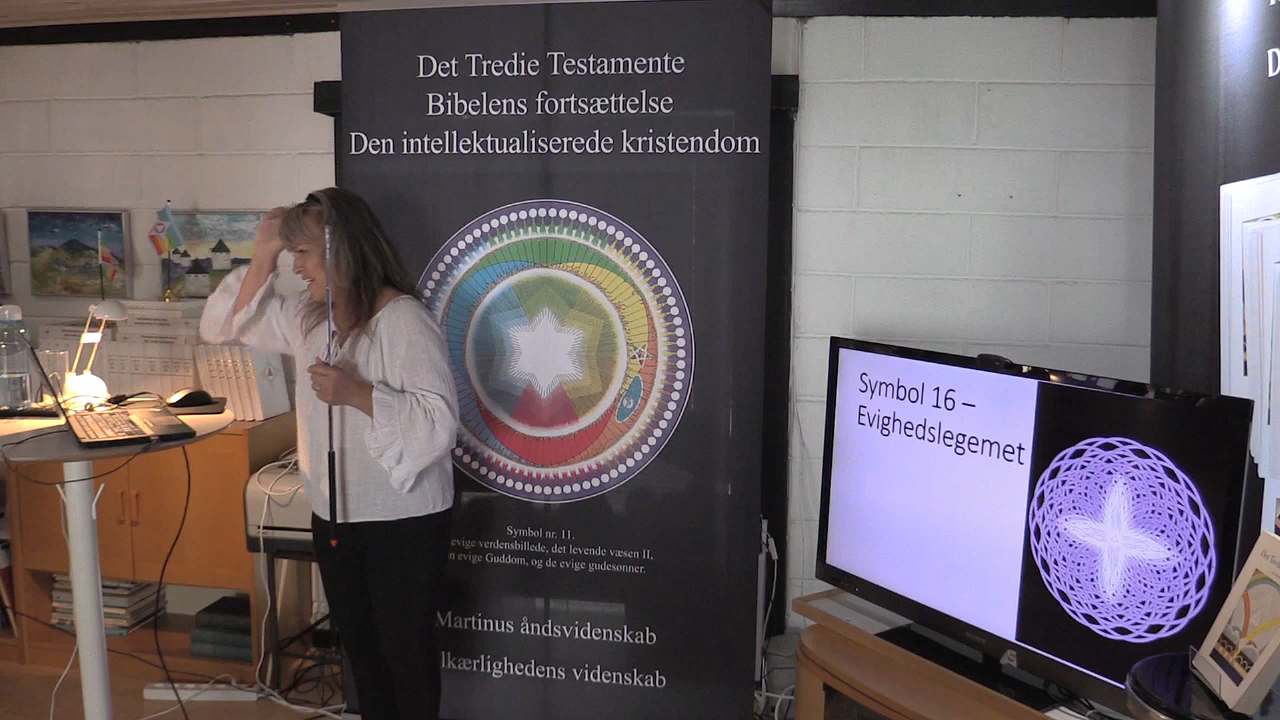 Det Tredie Testamente
Bibelens fortsættelse
Den intellektualiserede kristendom
Symbol nr. 11.
evige verdensbillede, det levende væsen II,
n evige Guddom, og de evige gudesønner.
Martinus åndsvidenskab
lkærlighedens videnskab
Symbol 16 –
Evighedslegemet
D